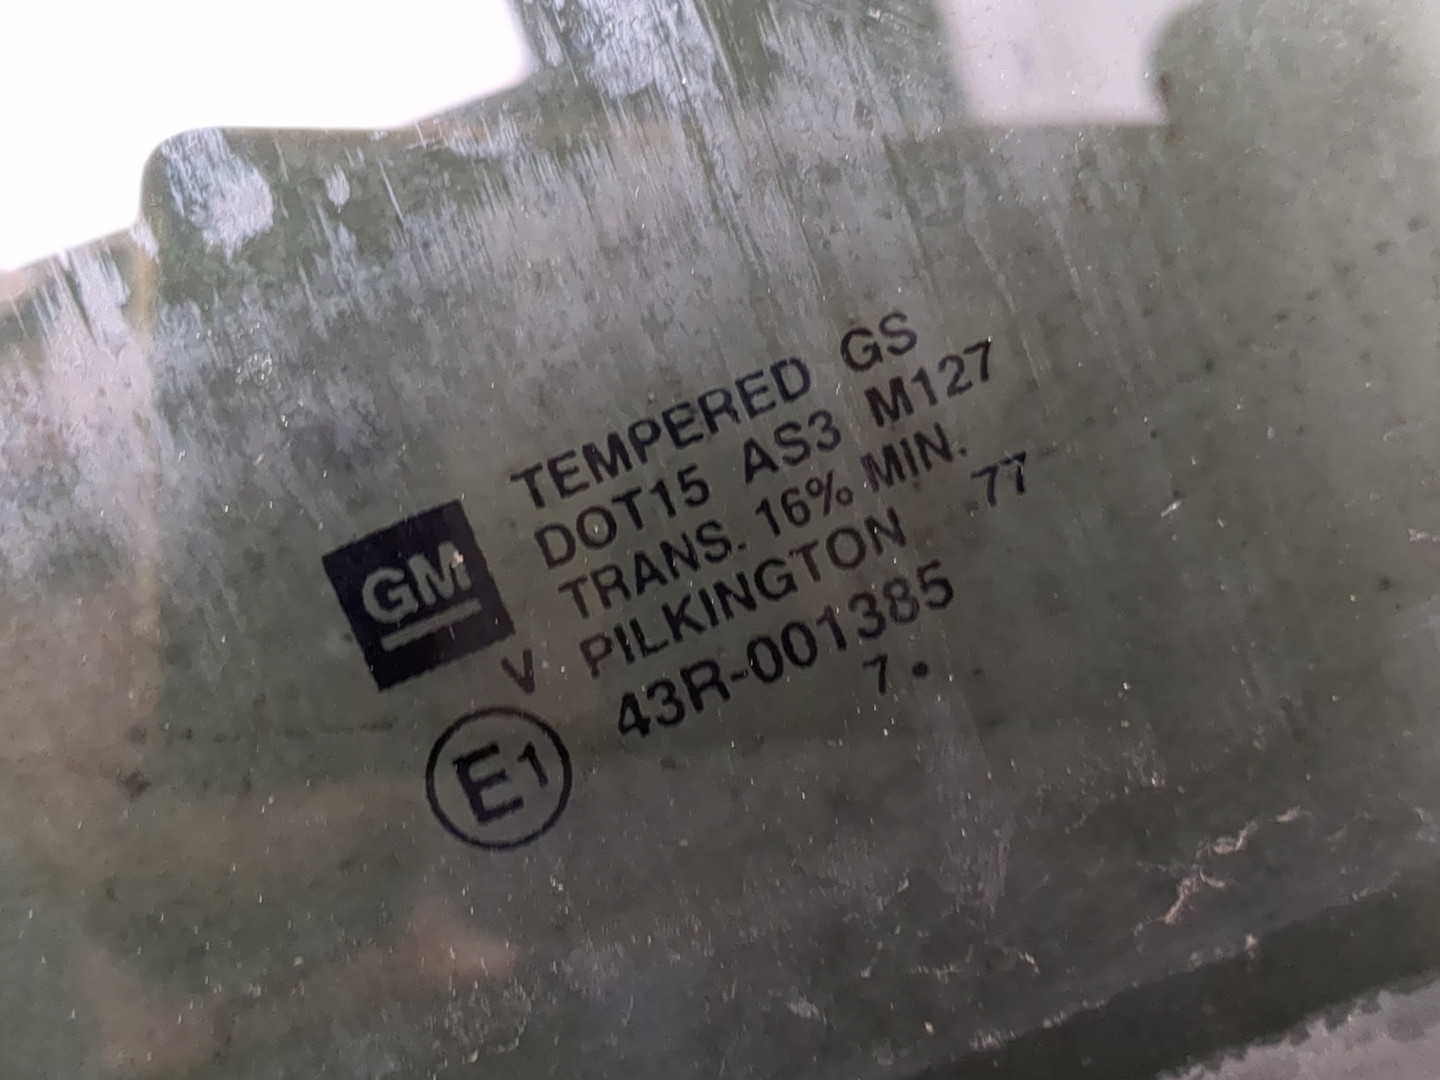 GM
TEMPERED GS
DOT15 AS3 M127
TRANS. 16% MIN.
PILKINGTON 77
V
43R-001385
7 •
E1